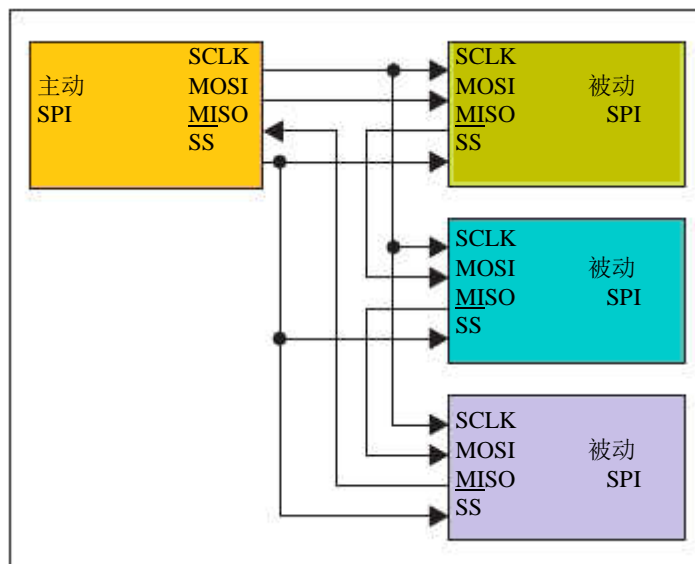 SCLK
主动 MOSI
SPI MISO
SS
SCLK
MOSI 被动
MISO SPI
SS
SCLK
MOSI 被动
MISO SPI
SS
SCLK
MOSI 被动
MISO SPI
SS